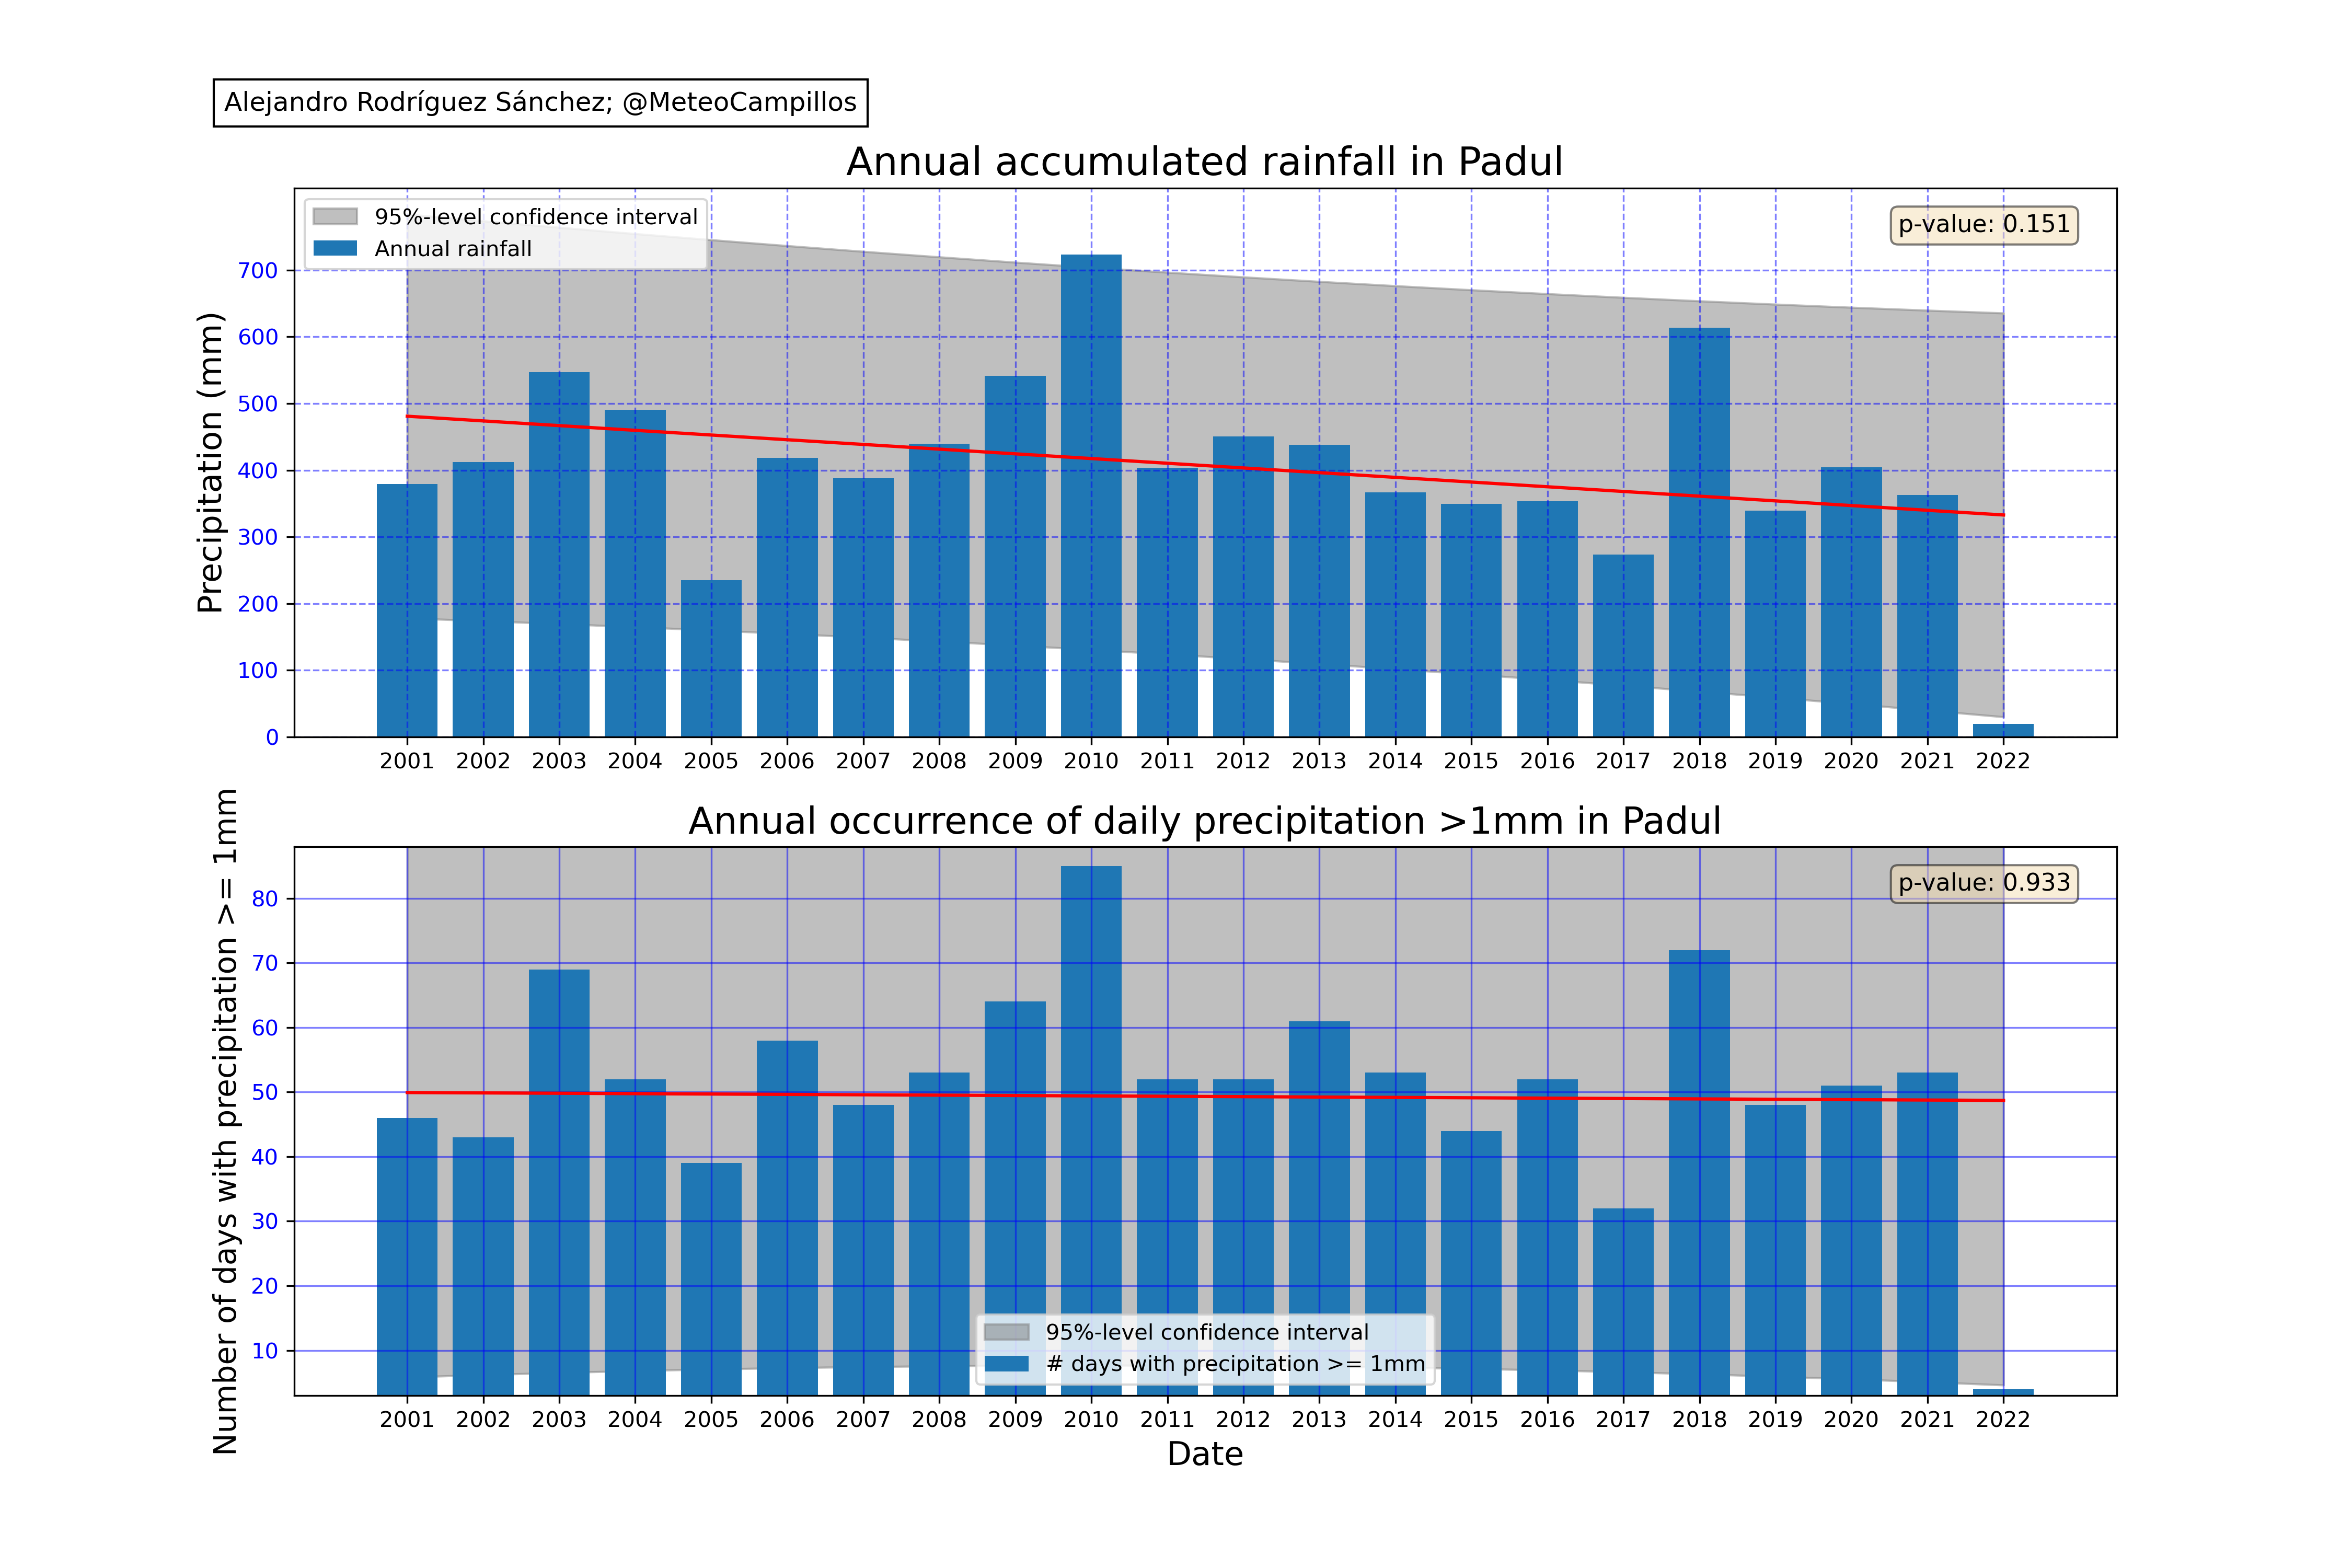 Alejandro Rodríguez Sánchez; @MeteoCampillos
Annual accumulated rainfall in Padul
95%-level confidence interval
Annual rainfall
p-value: 0.151
Precipitation (mm)
700
600
500
400
300
200
100
0
2001 2002 2003 2004 2005 2006 2007 2008 2009 2010 2011 2012 2013 2014 2015 2016 2017 2018 2019 2020 2021 2022
Annual occurrence of daily precipitation >1mm in Padul
p-value: 0.933
Number of days with precipitation >= 1mm
80
70
60
50
40
30
20
10
95%-level confidence interval
# days with precipitation >= 1mm
2001 2002 2003 2004 2005 2006 2007 2008 2009 2010 2011 2012 2013 2014 2015 2016 2017 2018 2019 2020 2021 2022
Date